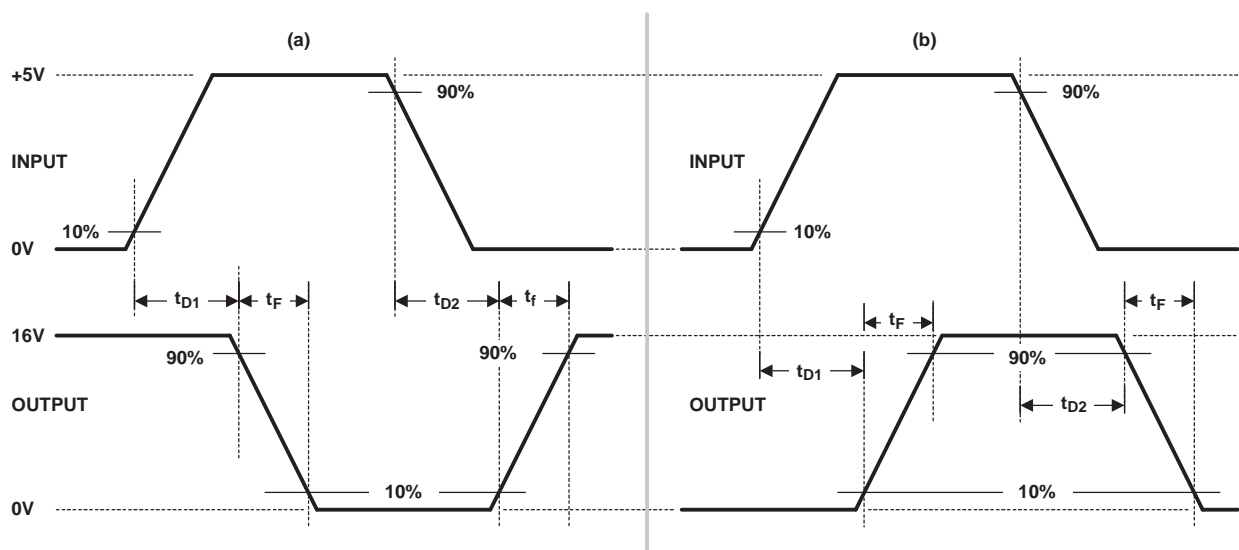 (a)
(b)
+5V
90%
90%
INPUT
INPUT
10%
10%
0V
tD1
tF
tD2
tf
tF
tF
16V
90%
90%
90%
tD1
OUTPUT
OUTPUT
tD2
10%
10%
0V